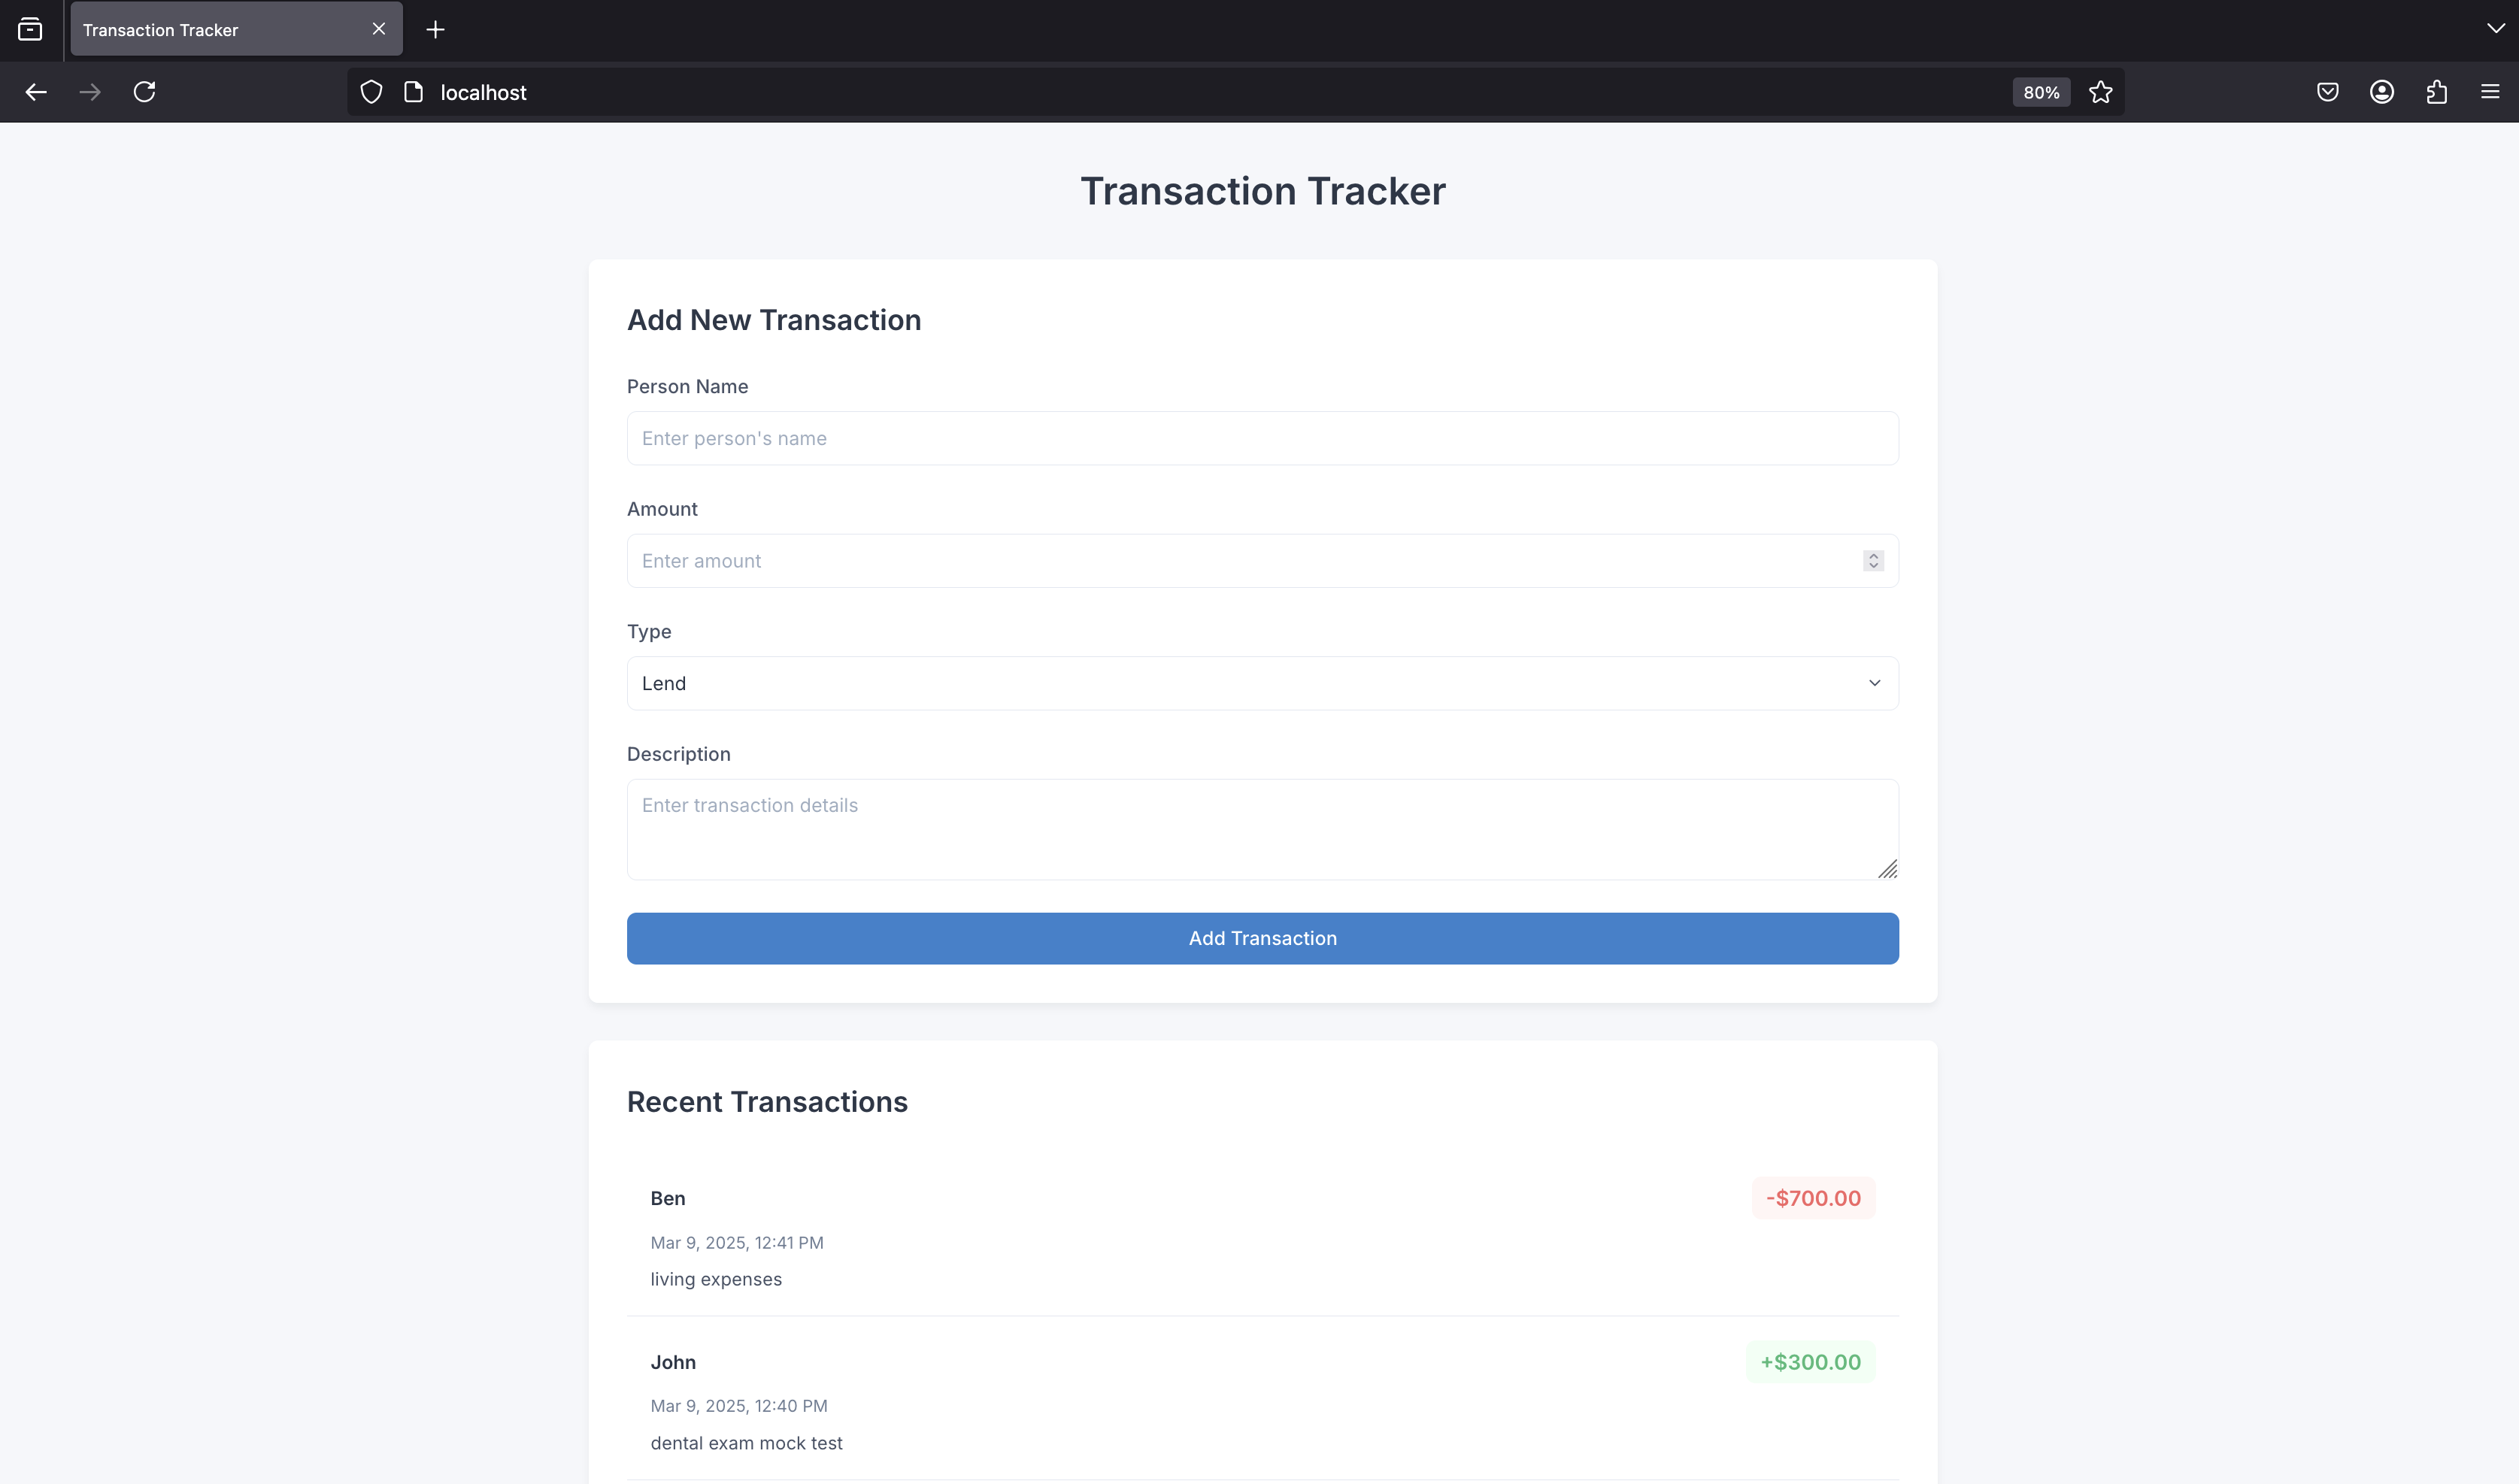 Transaction Tracker
localhost
80%
Transaction Tracker
Add New Transaction
Person Name
Enter person's name
Amount
Enter amount
Type
Lend
Description
Enter transaction details
Add Transaction
Recent Transactions
Ben
-$700.00
Mar 9, 2025, 12:41 PM
living expenses
John
+$300.00
Mar 9, 2025, 12:40 PM
dental exam mock test